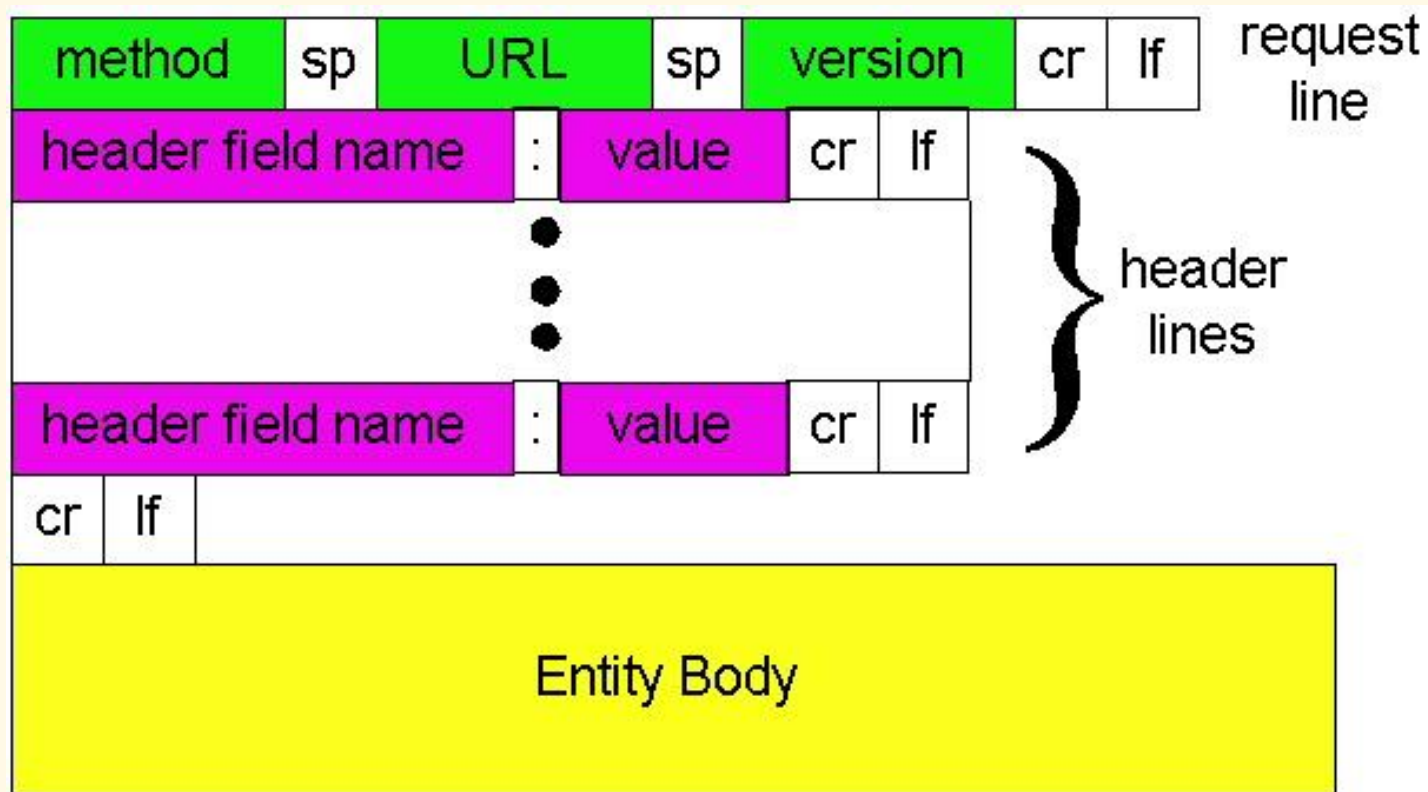 method sp URL sp version cr lf request
line
header field name : value cr lf
header
lines
header field name : value cr lf
cr lf
Entity Body